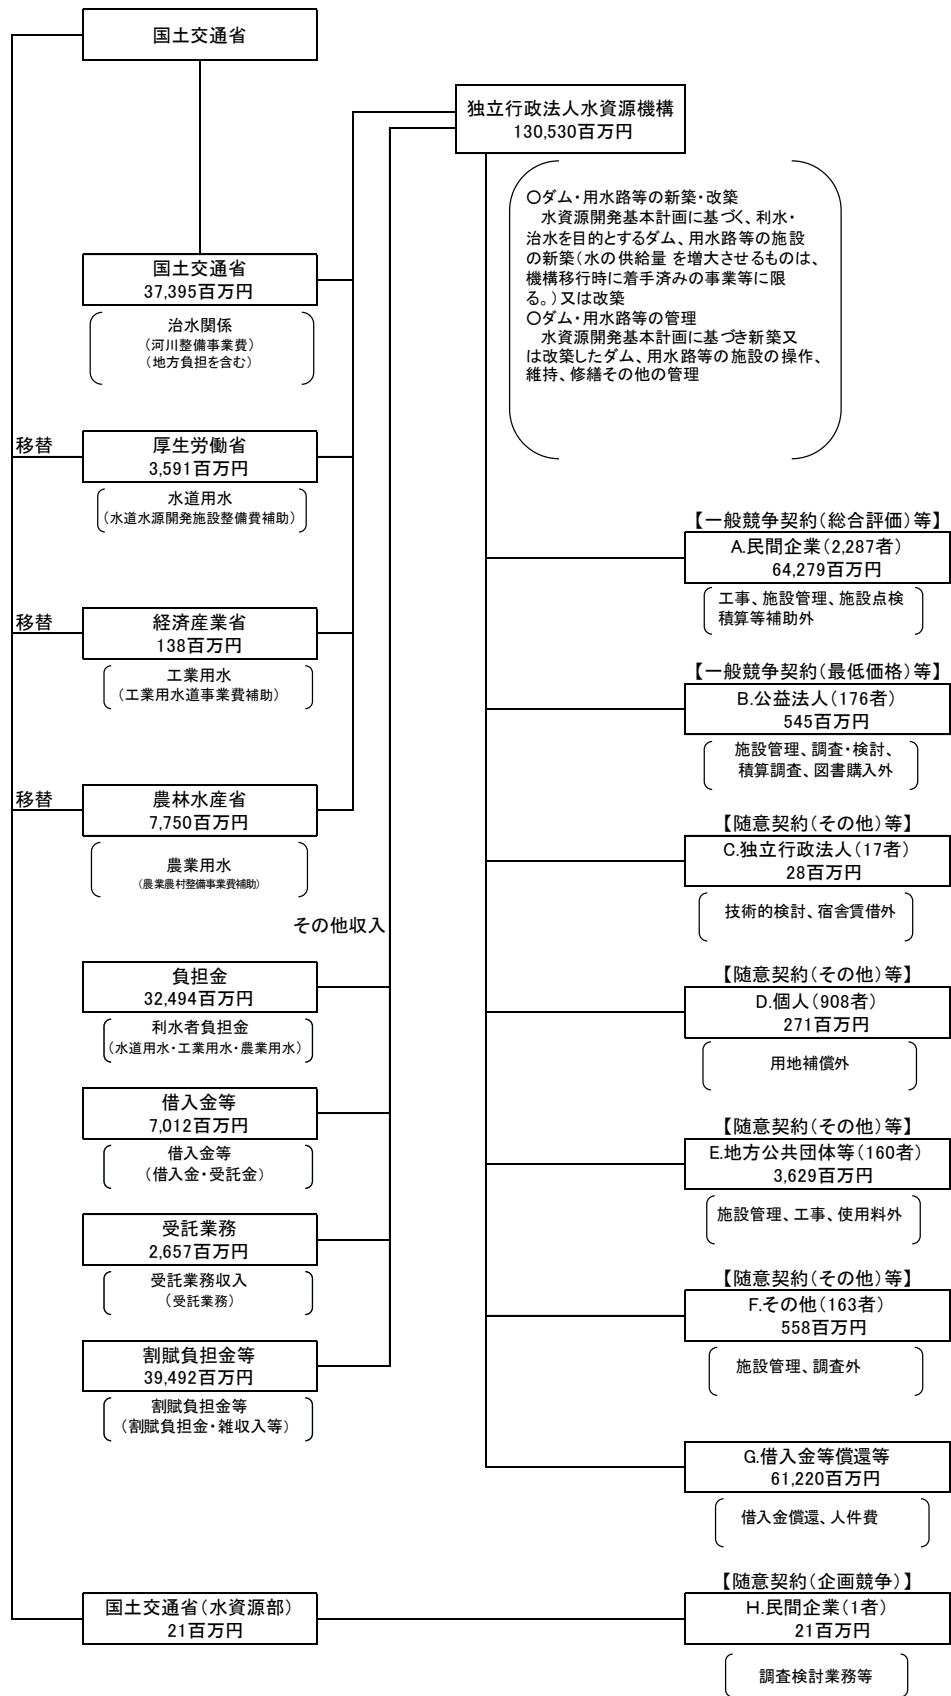 国土交通省
独立行政法人水資源機構
130,530百万円
○ダム・用水路等の新築・改築
水資源開発基本計画に基づく、利水・
治水を目的とするダム、用水路等の施設
の新築(水の供給量 を増大させるものは、
機構移行時に着手済みの事業等に限
る。)又は改築
○ダム・用水路等の管理
水資源開発基本計画に基づき新築又
は改築したダム、用水路等の施設の操作、
維持、修繕その他の管理
国土交通省
37,395百万円
治水関係
(河川整備事業費)
(地方負担を含む)
移替
厚生労働省
3,591百万円
水道用水
(水道水源開発施設整備費補助)
移替
経済産業省
138百万円
工業用水
(工業用水道事業費補助)
移替
農林水産省
7,750百万円
農業用水
(農業農村整備事業費補助)
その他収入
負担金
32,494百万円
利水者負担金
(水道用水・工業用水・農業用水)
借入金等
7,012百万円
借入金等
(借入金・受託金)
受託業務
2,657百万円
受託業務収入
(受託業務)
割賦負担金等
39,492百万円
割賦負担金等
(割賦負担金・雑収入等)
【一般競争契約(総合評価)等】
A.民間企業(2,287者)
64,279百万円
工事、施設管理、施設点検
積算等補助外
【一般競争契約(最低価格)等】
B.公益法人(176者)
545百万円
施設管理、調査・検討、
積算調査、図書購入外
【随意契約(その他)等】
C.独立行政法人(17者)
28百万円
技術的検討、宿舎賃借外
【随意契約(その他)等】
D.個人(908者)
271百万円
用地補償外
【随意契約(その他)等】
E.地方公共団体等(160者)
3,629百万円
施設管理、工事、使用料外
【随意契約(その他)等】
F.その他(163者)
558百万円
施設管理、調査外
G.借入金等償還等
61,220百万円
借入金償還、人件費
国土交通省(水資源部)
21百万円
【随意契約(企画競争)】
H.民間企業(1者)
21百万円
調査検討業務等